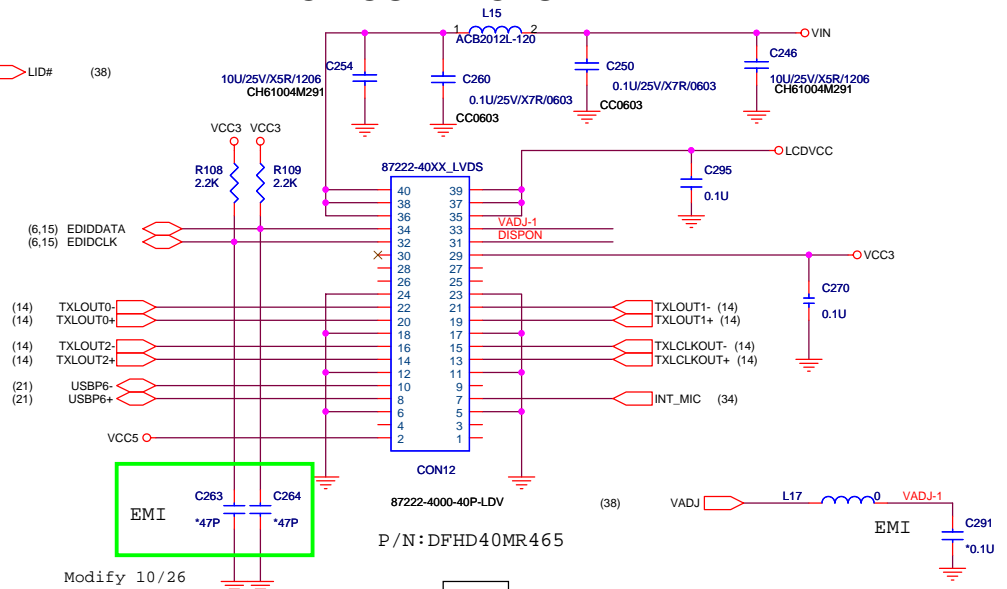 L15
1 2
ACB2012L-120
VIN
LID# (38)
C254
10U/25V/X5R/1206
CH61004M291
C260
0.1U/25V/X7R/0603
CC0603
C250
0.1U/25V/X7R/0603
CC0603
C246
10U/25V/X5R/1206
CH61004M291
VCC3 VCC3
R108
2.2K
R109
2.2K
87222-40XX_LVDS
LCDVCC
C295
0.1U
40 39
38 37
36 35
(6,15) EDIDDATA 34 33 VADJ-1
(6,15) EDIDCLK 32 31 DISPON
30 29 VCC3
28 27
26 25
C270
0.1U
24 23
(14) TXLOUT0- 22 21 TXLOUT1- (14)
(14) TXLOUT0+ 20 19 TXLOUT1+ (14)
18 17
(14) TXLOUT2- 16 15 TXLCLKOUT- (14)
(14) TXLOUT2+ 14 13 TXLCLKOUT+ (14)
12 11
(21) USBP6- 10 9
(21) USBP6+ 8 7 INT_MIC (34)
6 5
4 3
VCC5 2 1
CON12
87222-4000-40P-LDV
P/N:DFHD40MR465
EMI
C263
*47P
C264
*47P
Modify 10/26
(38) VADJ L17 0 VADJ-1
EMI
C291
*0.1U